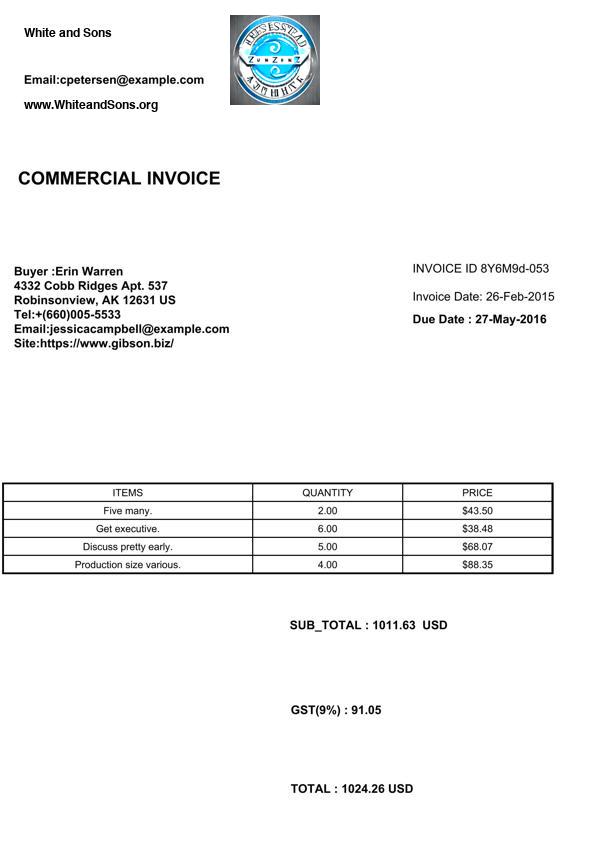 White and Sons
Email:cpetersen@example.com
www.WhiteandSons.org
COMMERCIAL INVOICE
Buyer :Erin Warren
4332 Cobb Ridges Apt. 537
Robinsonview, AK 12631 US
Tel:+(660)005-5533
Email:jessicacampbell@example.com
Site:https://www.gibson.biz/
INVOICE ID 8Y6M9d-053
Invoice Date: 26-Feb-2015
Due Date : 27-May-2016
ITEMS QUANTITY PRICE
Five many. 2.00 $43.50
Get executive. 6.00 $38.48
Discuss pretty early. 5.00 $68.07
Production size various. 4.00 $88.35
SUB_TOTAL : 1011.63 USD
GST(9%) : 91.05
TOTAL : 1024.26 USD